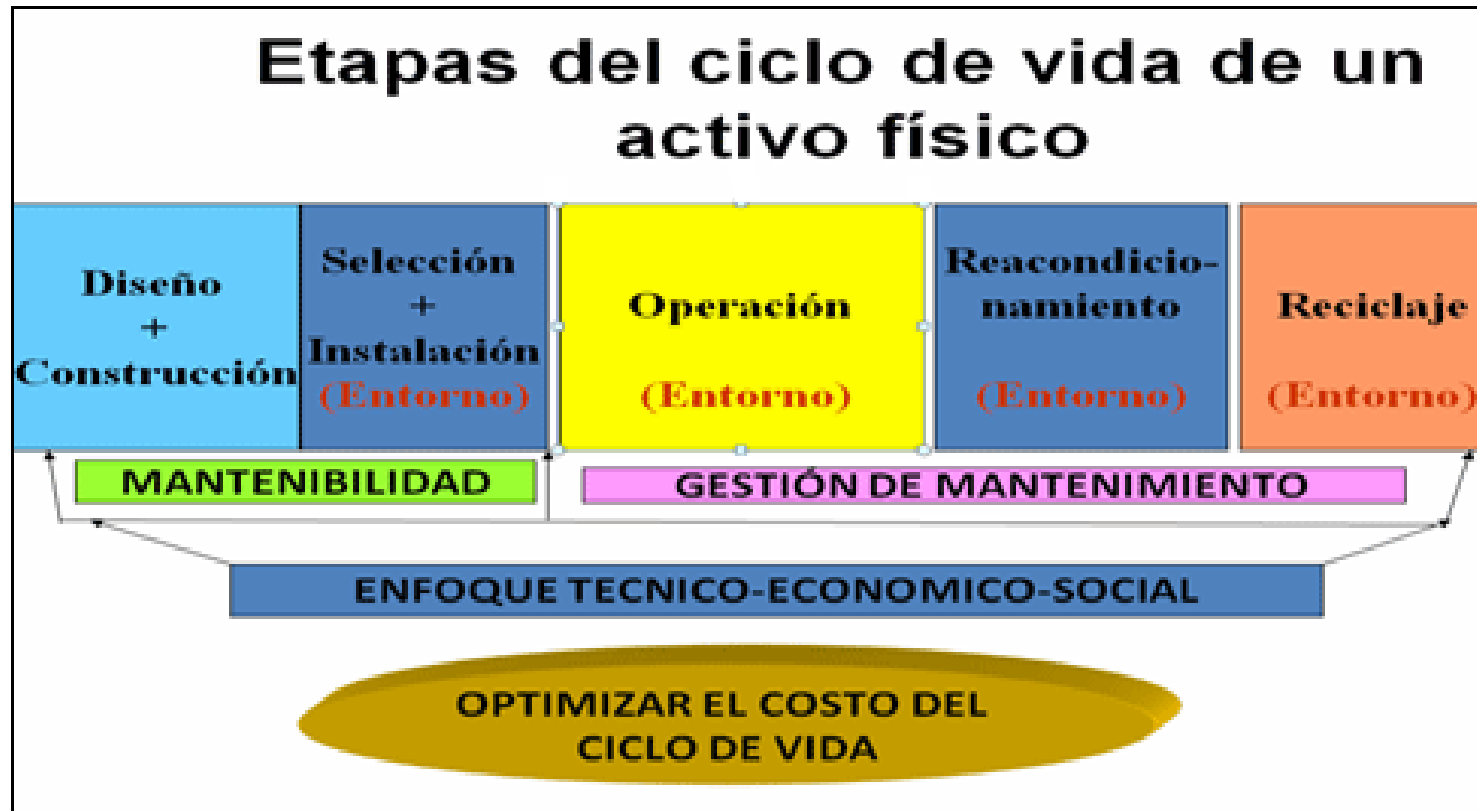 Etapas del ciclo de vida de un
activo físico
Diseño
+
Construcción
Selección
+
Instalación
(Entorno)
Operación
(Entorno)
Reacondicio-
namiento
(Entorno)
Reciclaje
(Entorno)
MANTENIBILIDAD
GESTIÓN DE MANTENIMIENTO
ENFOQUE TECNICO-ECONOMICO-SOCIAL
OPTIMIZAR EL COSTO DEL
CICLO DE VIDA